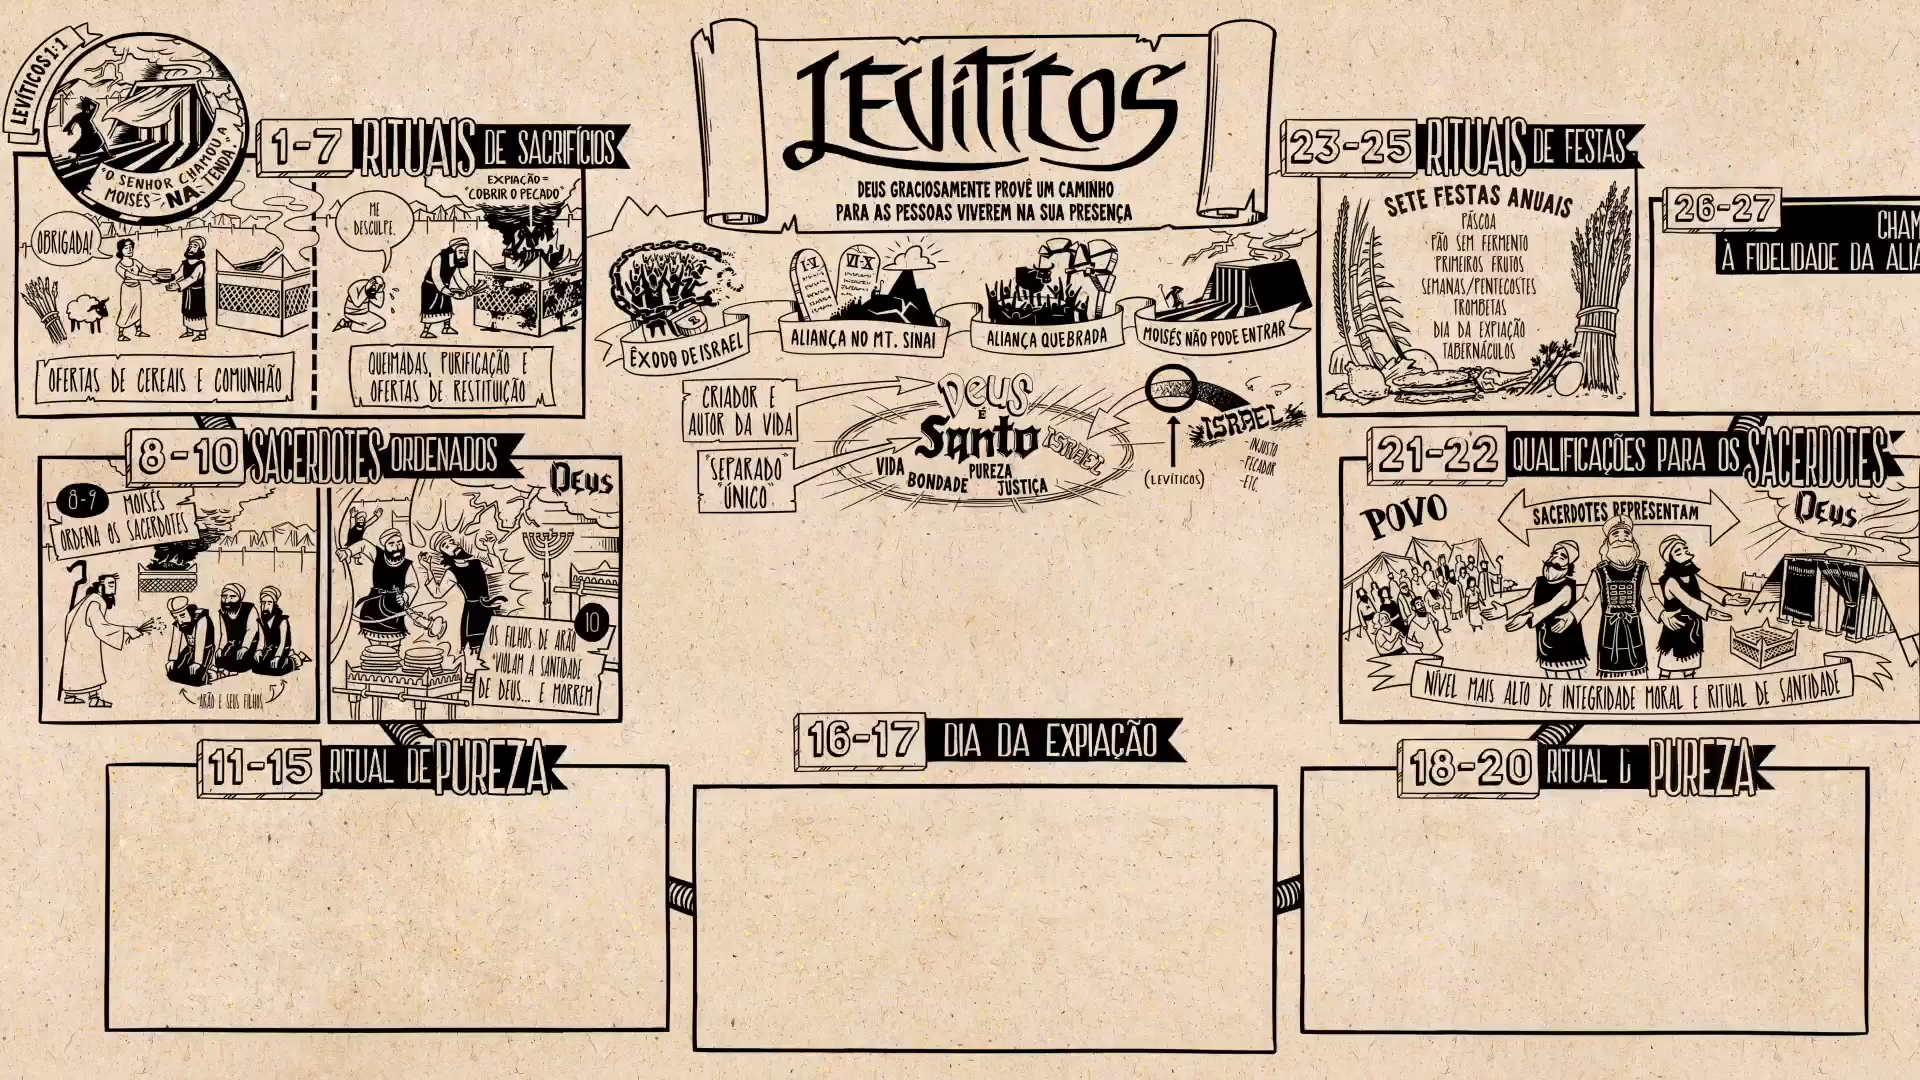 LEVÍTICOS 1:1
"O SENHOR CHAMOU A
MOISÉS NA TENDA."
LEVÍTICOS
DEUS GRACIOSAMENTE PROVÊ UM CAMINHO
PARA AS PESSOAS VIVEREM NA SUA PRESENÇA
1-7 RITUAIS DE SACRIFÍCIOS
OBRIGADA!
ME
DESCULPE.
EXPIAÇÃO =
"COBRIR O PECADO"
OFERTAS DE CEREAIS E COMUNHÃO
QUEIMADAS, PURIFICAÇÃO E
OFERTAS DE RESTITUIÇÃO
I-V
VI-X
ÊXODO DE ISRAEL
ALIANÇA NO MT. SINAI
ALIANÇA QUEBRADA
MOISÉS NÃO PODE ENTRAR
CRIADOR E
AUTOR DA VIDA
"SEPARADO"
"ÚNICO"
DEUS
É
SANTO
ISRAEL
VIDA
BONDADE
PUREZA
JUSTIÇA
(LEVÍTICOS)
ISRAEL
-INJUSTO
-PECADOR
-ETC.
23-25 RITUAIS DE FESTAS
SETE FESTAS ANUAIS
PÁSCOA
PÃO SEM FERMENTO
PRIMEIROS FRUTOS
SEMANAS/PENTECOSTES
TROMBETAS
DIA DA EXPIAÇÃO
TABERNÁCULOS
26-27
CHAM
À FIDELIDADE DA ALIA
8-10 SACERDOTES ORDENADOS
8-9 MOISÉS
ORDENA OS SACERDOTES
ARÃO E SEUS FILHOS
DEUS
10
OS FILHOS DE ARÃO
VIOLAM A SANTIDADE
DE DEUS... E MORREM
21-22 QUALIFICAÇÕES PARA OS SACERDOTES
POVO
SACERDOTES REPRESENTAM
DEUS
NÍVEL MAIS ALTO DE INTEGRIDADE MORAL E RITUAL DE SANTIDADE
11-15 RITUAL DE PUREZA
16-17 DIA DA EXPIAÇÃO
18-20 RITUAL D PUREZA